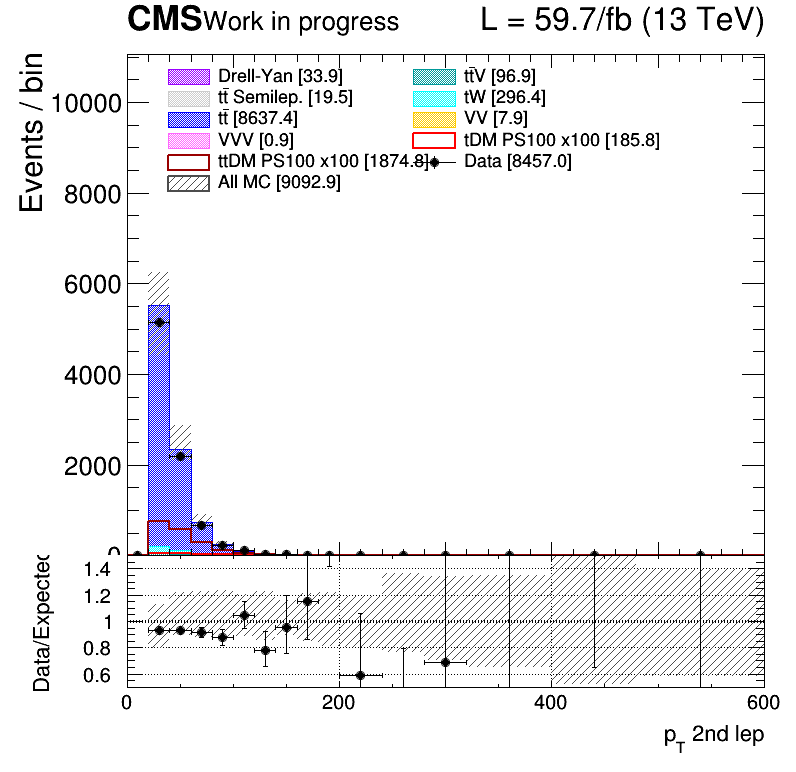 CMS Work in progress L = 59.7/fb (13 TeV)
Events / bin
10000
8000
6000
4000
2000
0
Drell-Yan [33.9] tt̄V [96.9]
tt̄ Semilep. [19.5] tW [296.4]
tt̄ [8637.4] VV [7.9]
VVV [0.9] tDM PS100 x100 [185.8]
ttDM PS100 x100 [1874.8] Data [8457.0]
All MC [9092.9]
Data/Expected
1.4
1.2
1
0.8
0.6
0 200 400 600
p_T 2nd lep